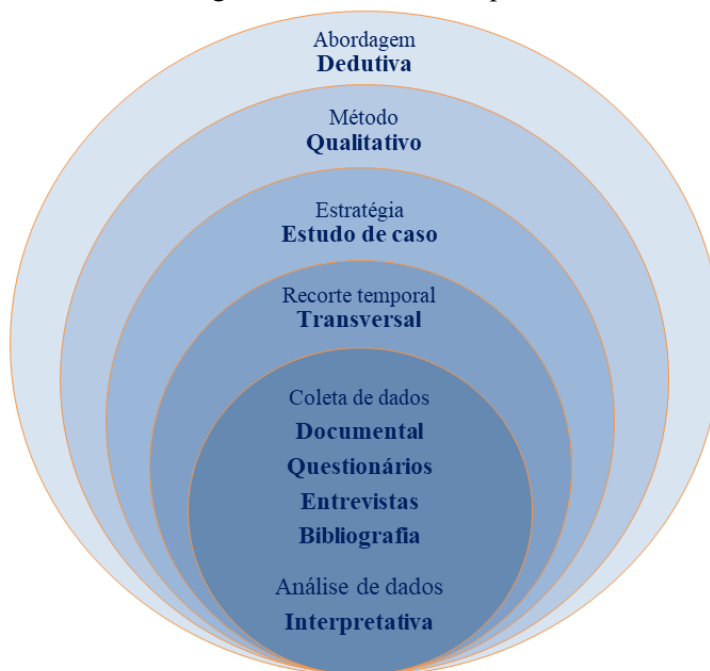 Abordagem
Dedutiva
Método
Qualitativo
Estratégia
Estudo de caso
Recorte temporal
Transversal
Coleta de dados
Documental
Questionários
Entrevistas
Bibliografia
Análise de dados
Interpretativa